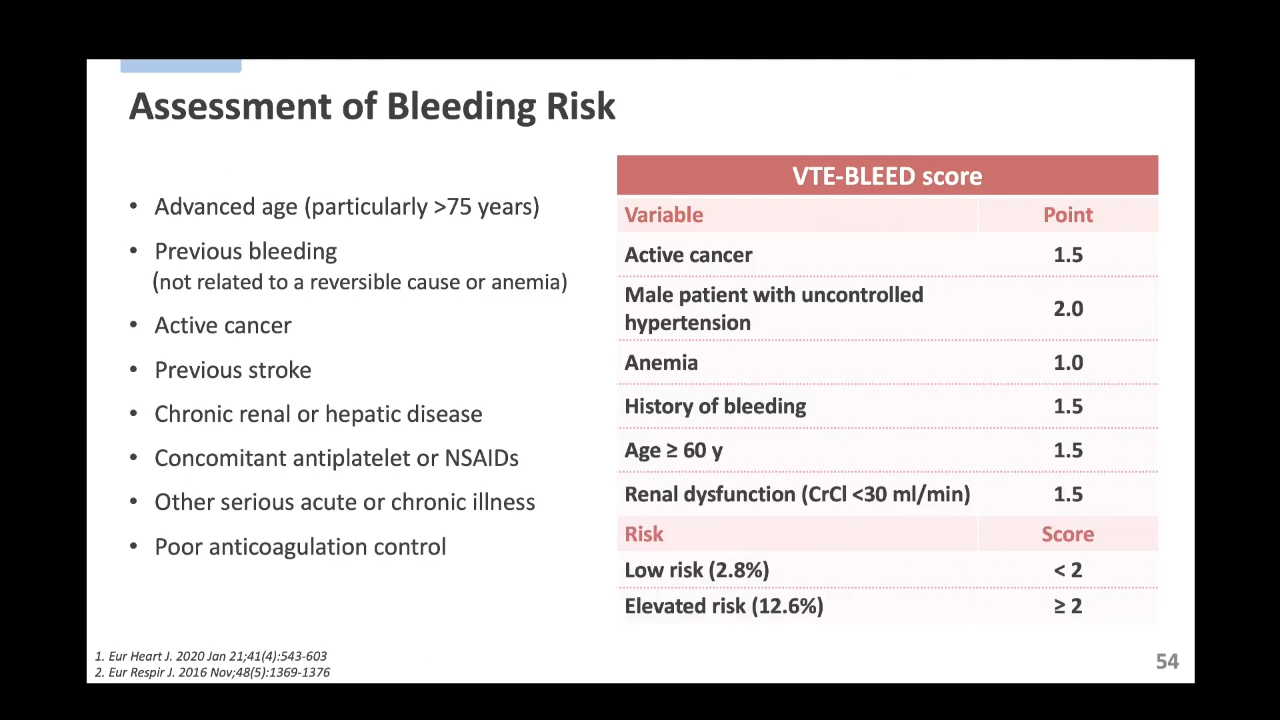 Assessment of Bleeding Risk
• Advanced age (particularly >75 years)
• Previous bleeding
(not related to a reversible cause or anemia)
• Active cancer
• Previous stroke
• Chronic renal or hepatic disease
• Concomitant antiplatelet or NSAIDs
• Other serious acute or chronic illness
• Poor anticoagulation control
VTE-BLEED score
Variable Point
Active cancer 1.5
Male patient with uncontrolled
hypertension 2.0
Anemia 1.0
History of bleeding 1.5
Age ≥ 60 y 1.5
Renal dysfunction (CrCl <30 ml/min) 1.5
Risk Score
Low risk (2.8%) < 2
Elevated risk (12.6%) ≥ 2
1. Eur Heart J. 2020 Jan 21;41(4):543-603
2. Eur Respir J. 2016 Nov;48(5):1369-1376
54